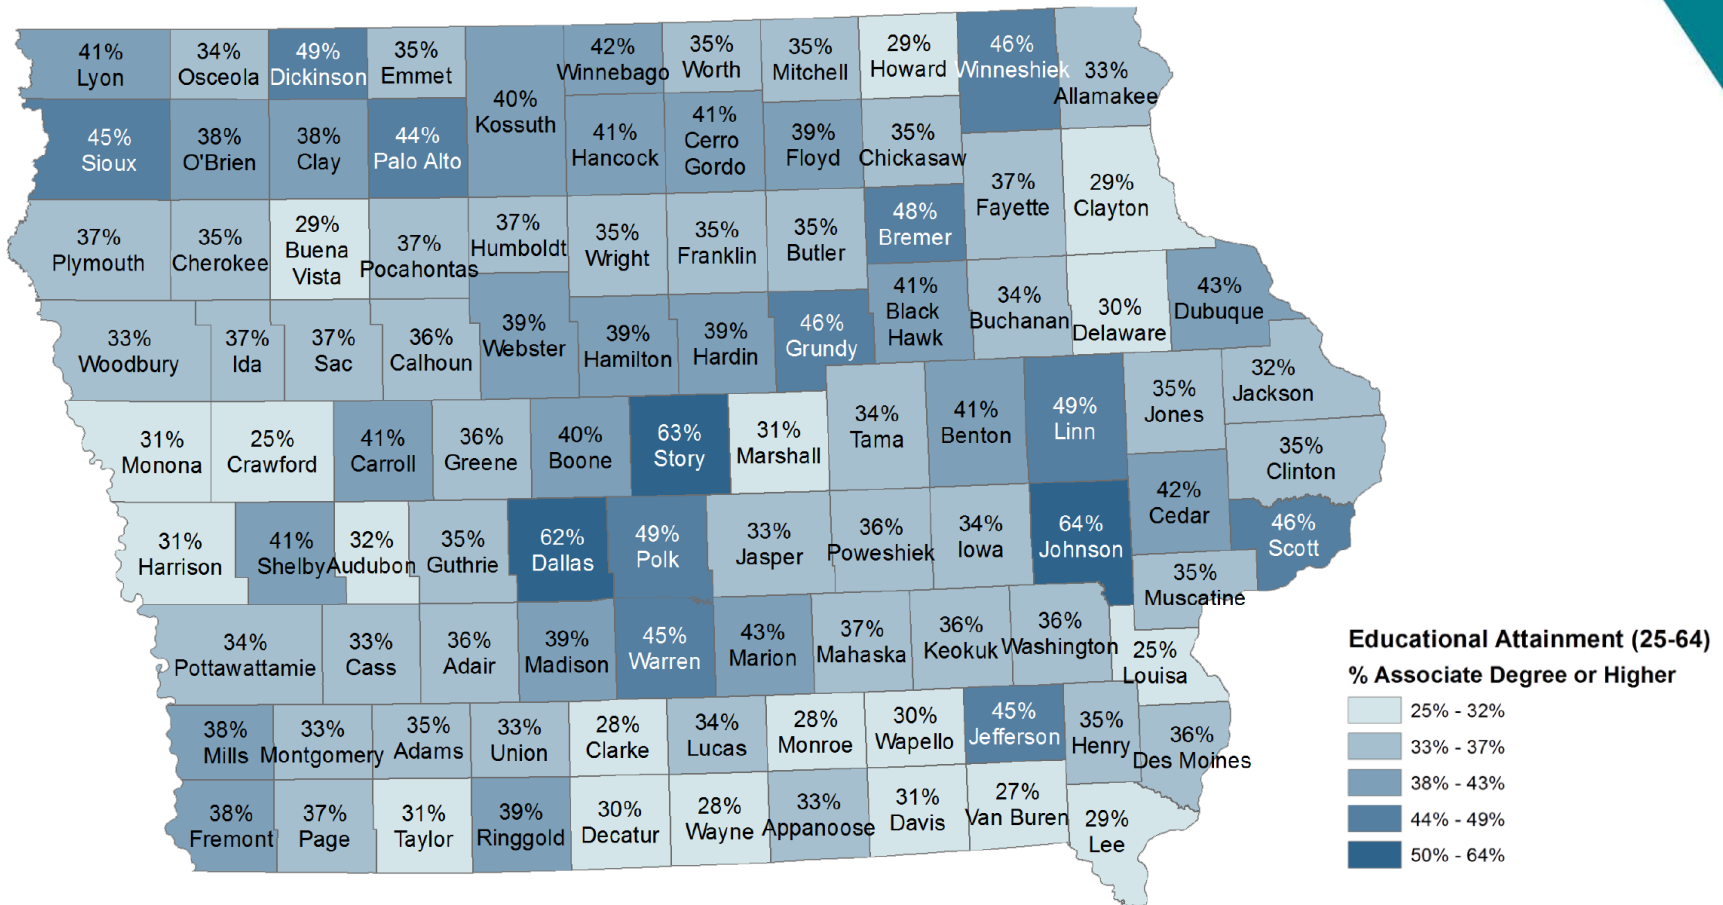 41%
Lyon
34%
Osceola
49%
Dickinson
35%
Emmet
40%
Kossuth
42%
Winnebago
35%
Worth
35%
Mitchell
29%
Howard
46%
Winneshiek
33%
Allamakee
45%
Sioux
38%
O'Brien
38%
Clay
44%
Palo Alto
41%
Hancock
41%
Cerro
Gordo
39%
Floyd
35%
Chickasaw
37%
Fayette
29%
Clayton
37%
Plymouth
35%
Cherokee
29%
Buena
Vista
37%
Pocahontas
37%
Humboldt
35%
Wright
35%
Franklin
35%
Butler
48%
Bremer
33%
Woodbury
37%
Ida
37%
Sac
36%
Calhoun
39%
Webster
39%
Hamilton
39%
Hardin
46%
Grundy
41%
Black
Hawk
34%
Buchanan
30%
Delaware
43%
Dubuque
31%
Monona
25%
Crawford
41%
Carroll
36%
Greene
40%
Boone
63%
Story
31%
Marshall
34%
Tama
41%
Benton
49%
Linn
35%
Jones
32%
Jackson
35%
Clinton
31%
Harrison
41%
Shelby
32%
Audubon
35%
Guthrie
62%
Dallas
49%
Polk
33%
Jasper
36%
Poweshiek
34%
Iowa
64%
Johnson
42%
Cedar
46%
Scott
35%
Muscatine
34%
Pottawattamie
33%
Cass
36%
Adair
39%
Madison
45%
Warren
43%
Marion
37%
Mahaska
36%
Keokuk
36%
Washington
25%
Louisa
38%
Mills
33%
Montgomery
35%
Adams
33%
Union
28%
Clarke
34%
Lucas
28%
Monroe
30%
Wapello
45%
Jefferson
35%
Henry
36%
Des Moines
38%
Fremont
37%
Page
31%
Taylor
39%
Ringgold
30%
Decatur
28%
Wayne
33%
Appanoose
31%
Davis
27%
Van Buren
29%
Lee
Educational Attainment (25-64)
% Associate Degree or Higher
25% - 32%
33% - 37%
38% - 43%
44% - 49%
50% - 64%